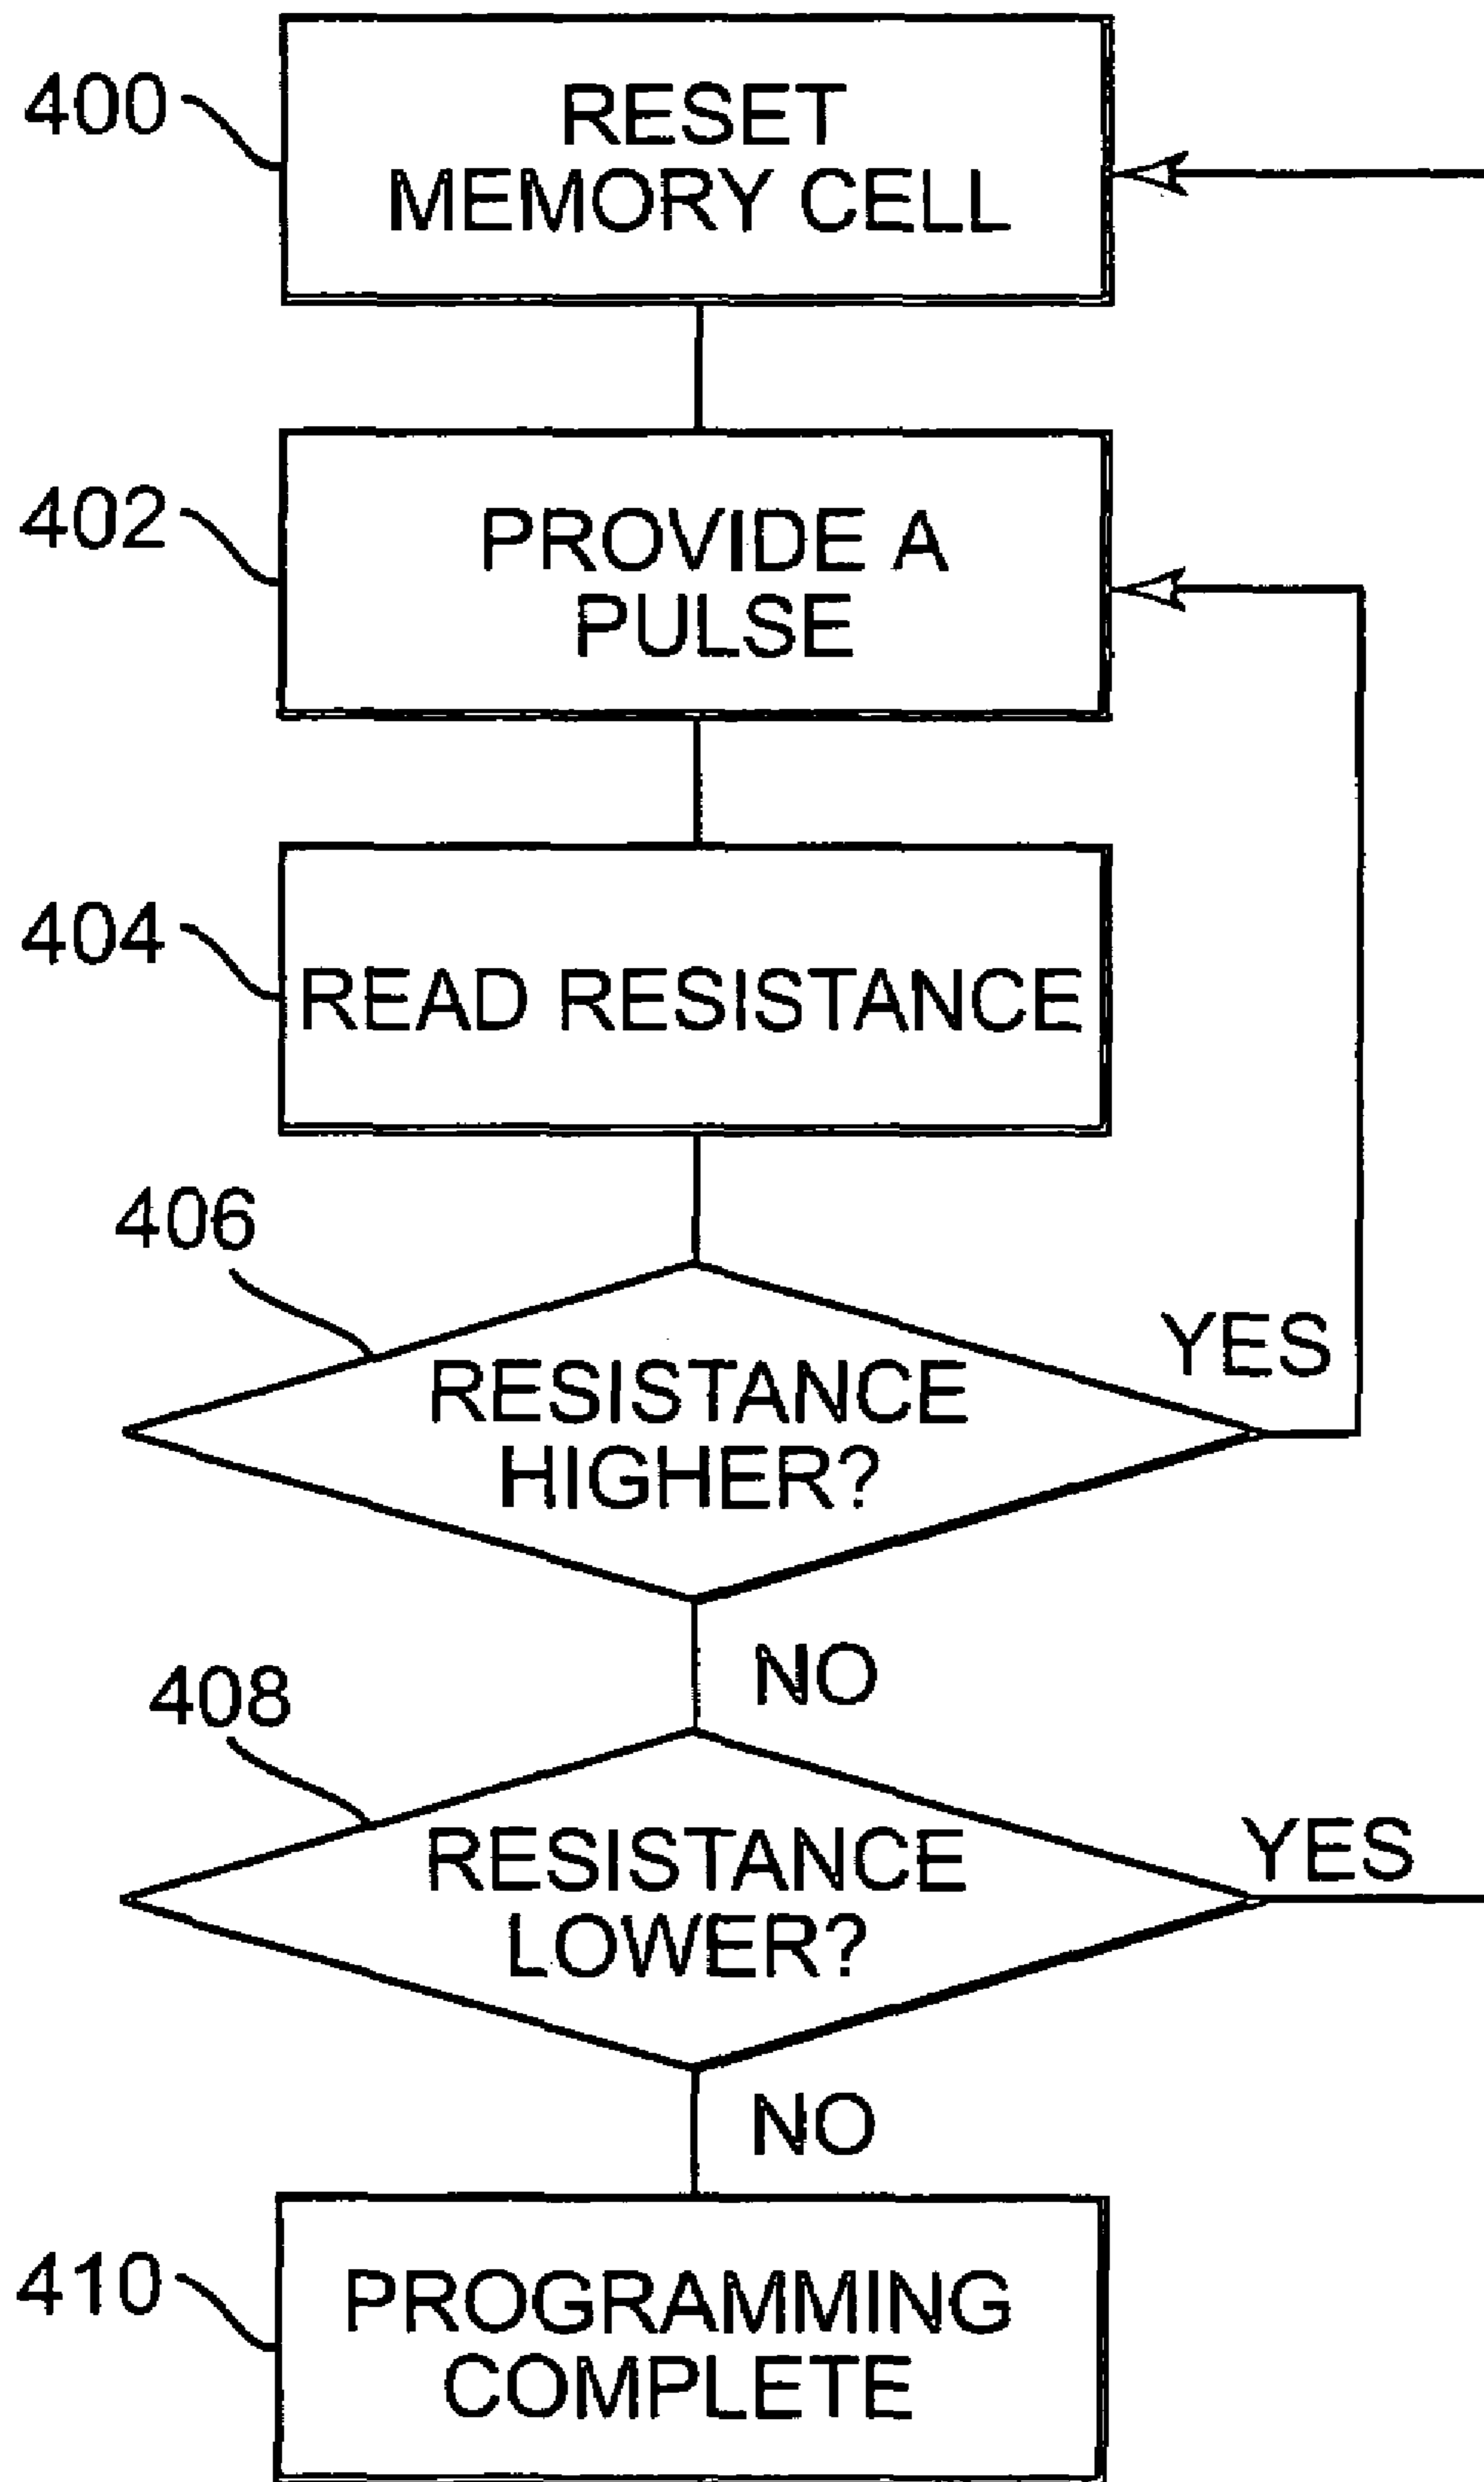 400
RESET
MEMORY CELL
402
PROVIDE A
PULSE
404
READ RESISTANCE
406
RESISTANCE
HIGHER?
YES
NO
408
RESISTANCE
LOWER?
YES
NO
410
PROGRAMMING
COMPLETE